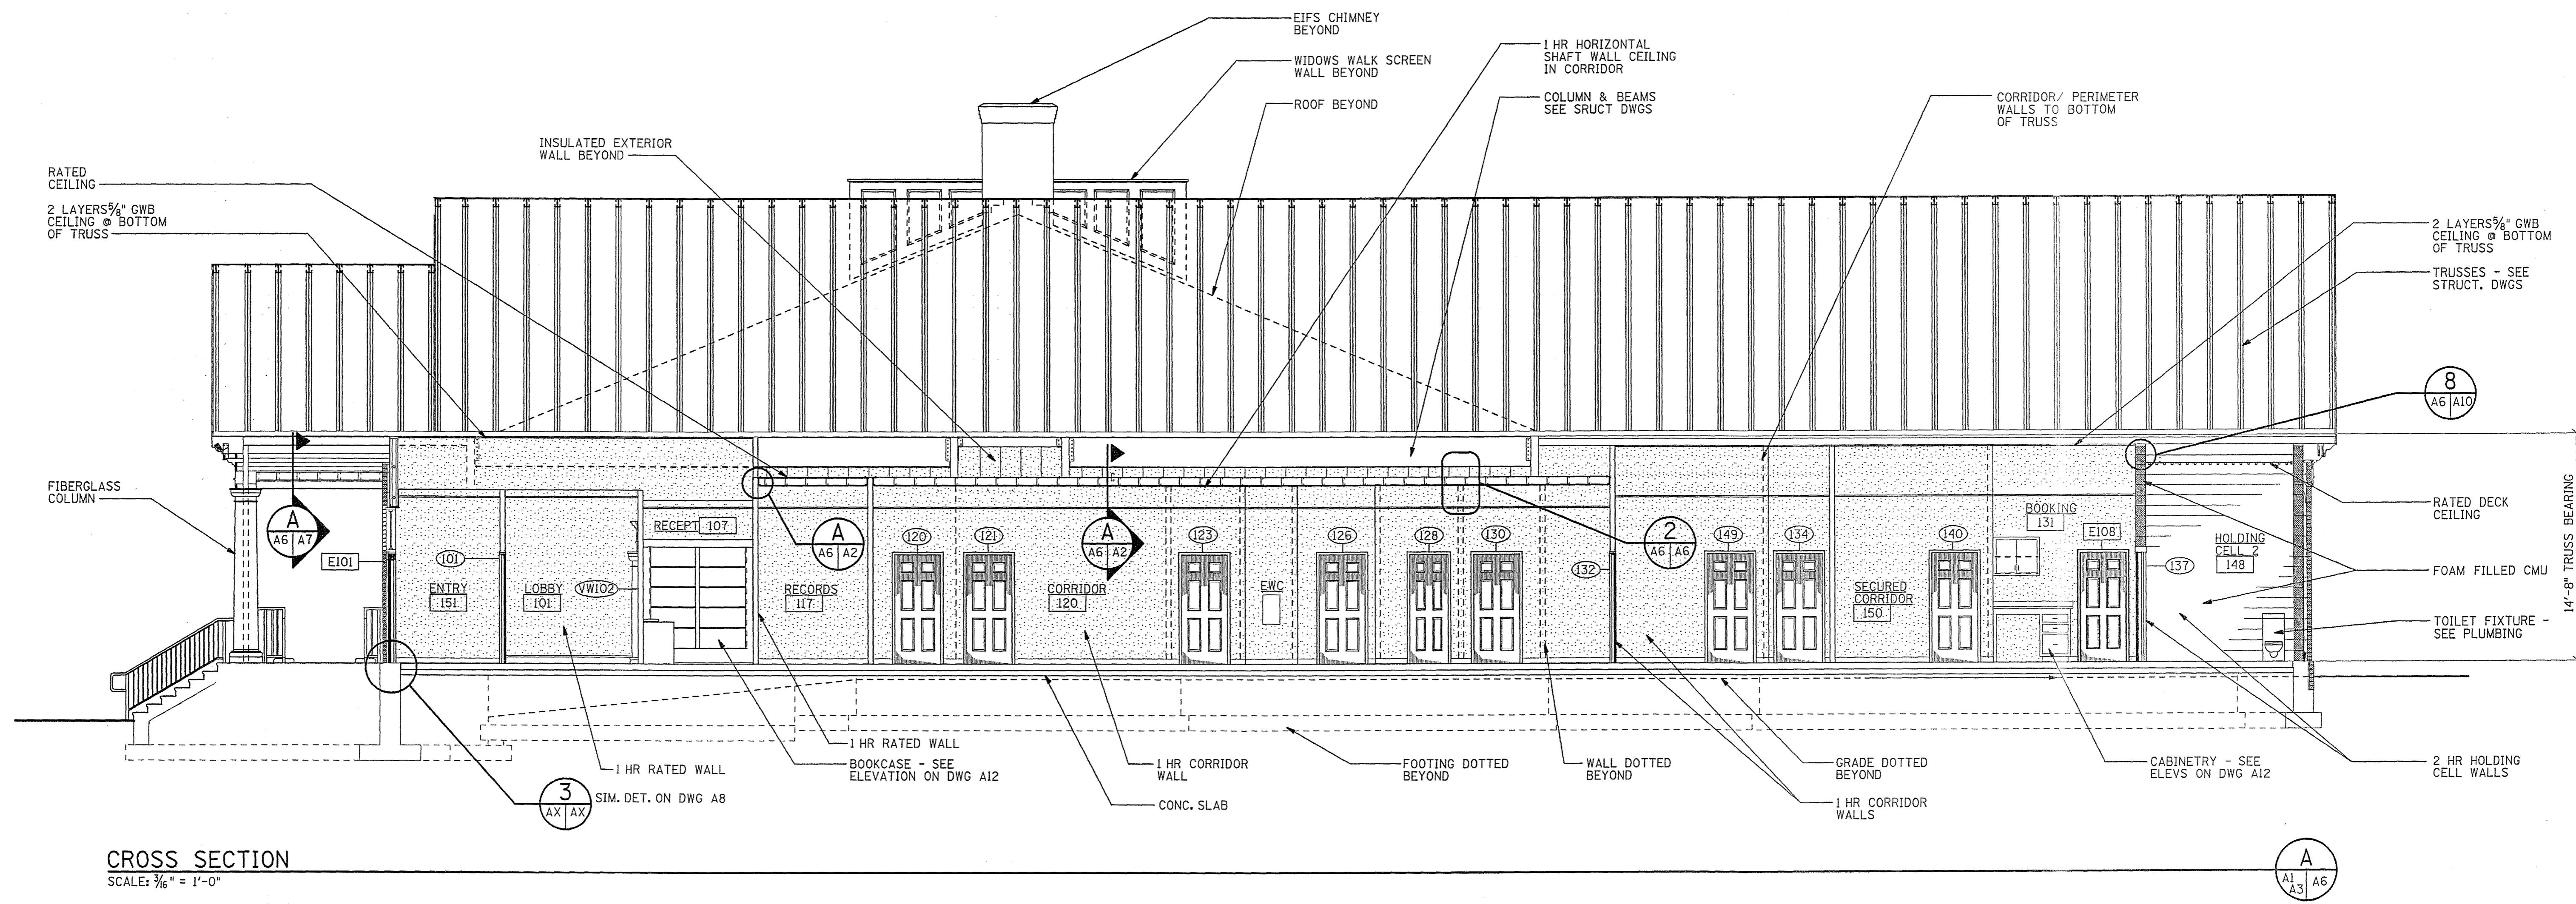 EIFS CHIMNEY
BEYOND
WIDOWS WALK SCREEN
WALL BEYOND
ROOF BEYOND
1 HR HORIZONTAL
SHAFT WALL CEILING
IN CORRIDOR
COLUMN & BEAMS
SEE SRUCT DWGS
CORRIDOR/ PERIMETER
WALLS TO BOTTOM
OF TRUSS
INSULATED EXTERIOR
WALL BEYOND
RATED
CEILING
2 LAYERS 5/8" GWB
CEILING @ BOTTOM
OF TRUSS
2 LAYERS 5/8" GWB
CEILING @ BOTTOM
OF TRUSS
TRUSSES - SEE
STRUCT. DWGS
8
A6 A10
FIBERGLASS
COLUMN
A
A6 A7
E101
101
ENTRY
151
LOBBY
101
VW102
RECEPT 107
RECORDS
117
A
A6 A2
120
121
CORRIDOR
120
A
A6 A2
123
EWC
126
128
130
132
2
A6 A6
149
134
SECURED
CORRIDOR
150
140
BOOKING
131
E108
137
HOLDING
CELL 2
148
RATED DECK
CEILING
FOAM FILLED CMU
TOILET FIXTURE -
SEE PLUMBING
14'-8" TRUSS BEARING
1 HR RATED WALL
1 HR RATED WALL
BOOKCASE - SEE
ELEVATION ON DWG A12
1 HR CORRIDOR
WALL
CONC. SLAB
FOOTING DOTTED
BEYOND
WALL DOTTED
BEYOND
GRADE DOTTED
BEYOND
1 HR CORRIDOR
WALLS
CABINETRY - SEE
ELEVS ON DWG A12
2 HR HOLDING
CELL WALLS
3
AX AX
SIM. DET. ON DWG A8
CROSS SECTION
SCALE: 3/16" = 1'-0"
A
A1
A3 A6